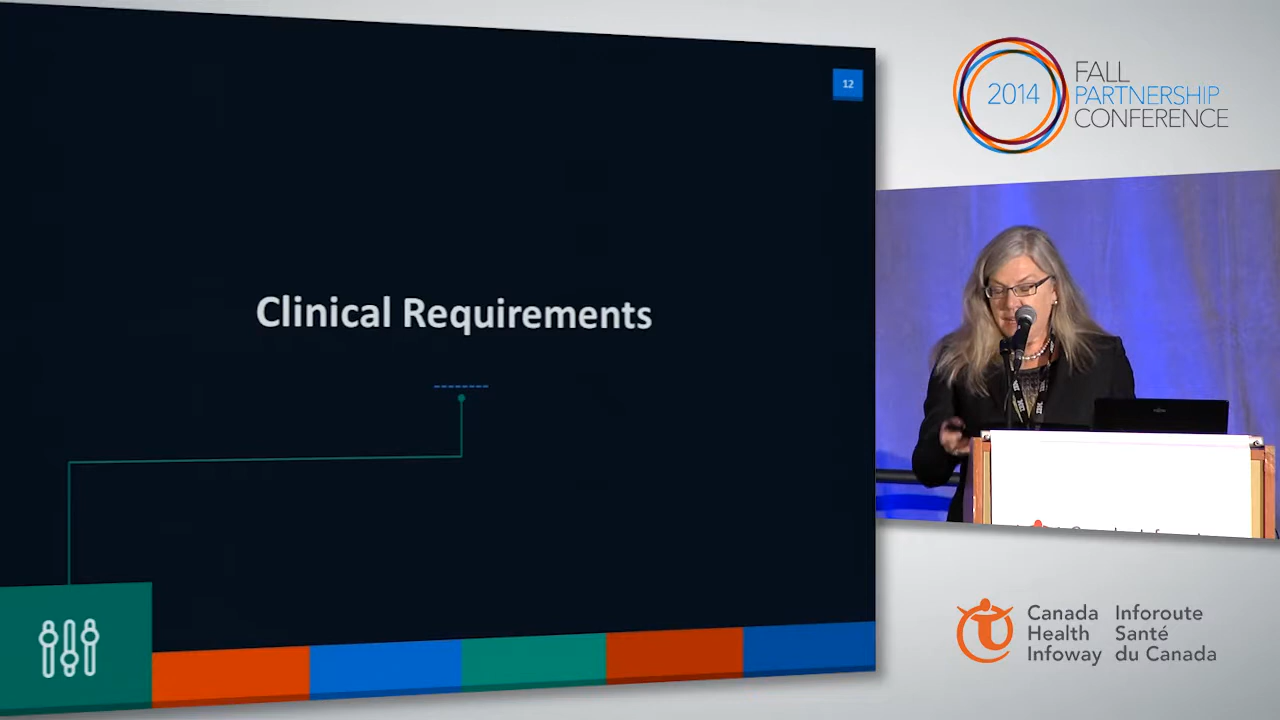 12
Clinical Requirements
2014
FALL
PARTNERSHIP
CONFERENCE
Canada Inforoute
Health Santé
Infoway du Canada